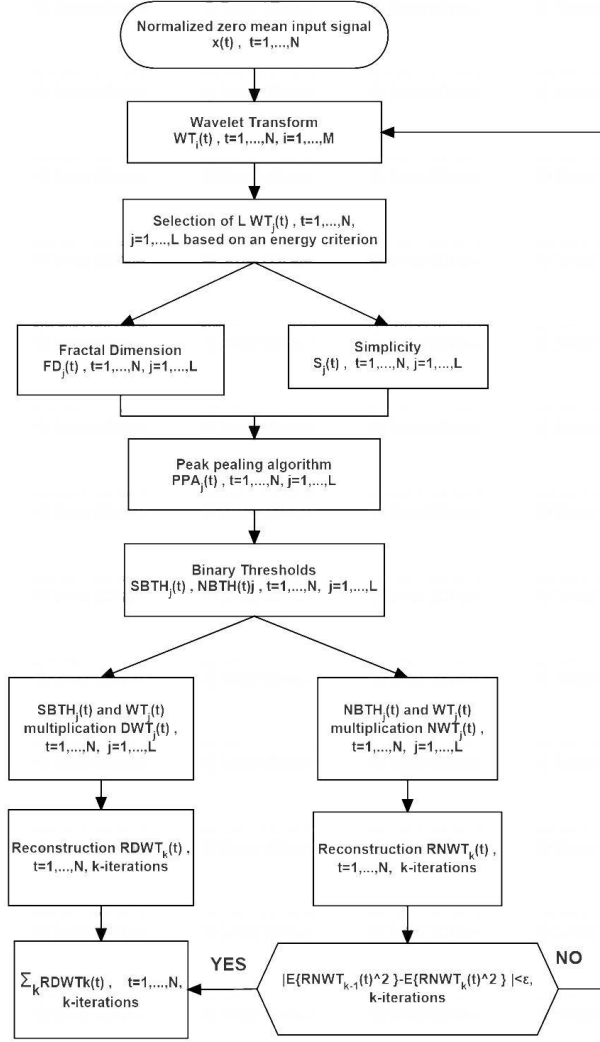 Normalized zero mean input signal
x(t) , t=1,...,N
Wavelet Transform
WTi(t) , t=1,...,N, i=1,...,M
Selection of L WTj(t) , t=1,...,N,
j=1,...,L based on an energy criterion
Fractal Dimension
FDj(t) , t=1,...,N, j=1,...,L
Simplicity
Sj(t) , t=1,...,N, j=1,...,L
Peak pealing algorithm
PPAj(t) , t=1,...,N, j=1,...,L
Binary Thresholds
SBTHj(t) , NBTH(t)j , t=1,...,N, j=1,...,L
SBTHj(t) and WTj(t)
multiplication DWTj(t) ,
t=1,...,N, j=1,...,L
NBTHj(t) and WTj(t)
multiplication NWTj(t) ,
t=1,...,N, j=1,...,L
Reconstruction RDWTk(t) ,
t=1,...,N, k-iterations
Reconstruction RNWTk(t) ,
t=1,...,N, k-iterations
∑kRDWTk(t) , t=1,...,N,
k-iterations
YES
|E{RNWTk-1(t)^2 }-E{RNWTk(t)^2 } |<ε,
k-iterations
NO